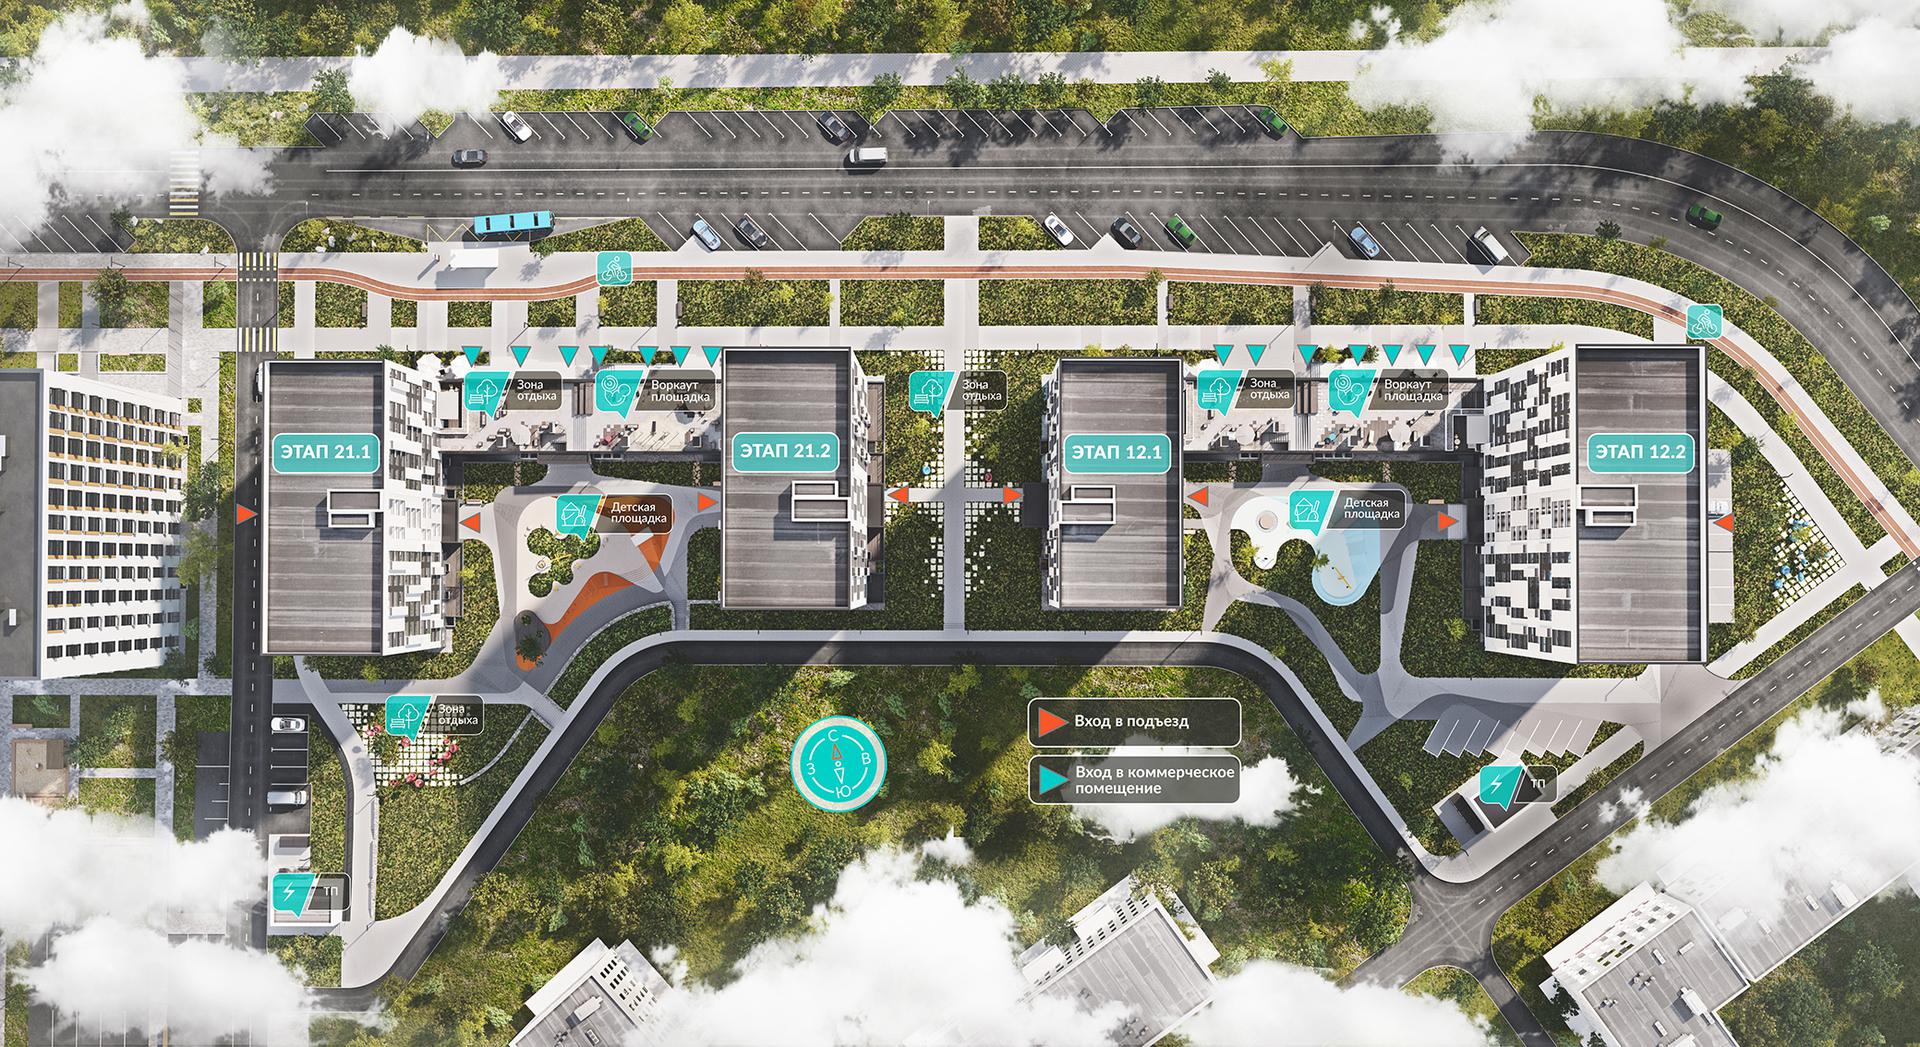 Зона
отдыха
Воркаут
площадка
Зона
отдыха
Зона
отдыха
Воркаут
площадка
ЭТАП 21.1
ЭТАП 21.2
ЭТАП 12.1
ЭТАП 12.2
Детская
площадка
Детская
площадка
Зона
отдыха
С
З
В
Ю
Вход в подъезд
Вход в коммерческое
помещение
ТП
ТП